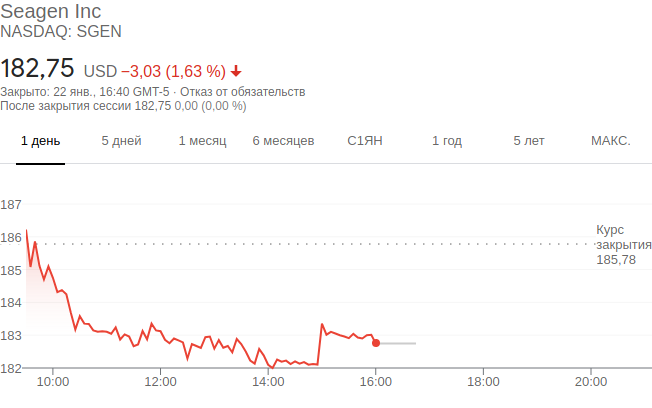 Seagen Inc
NASDAQ: SGEN
182,75 USD −3,03 (1,63 %)
Закрыто: 22 янв., 16:40 GMT-5 · Отказ от обязательств
После закрытия сессии 182,75 0,00 (0,00 %)
1 день 5 дней 1 месяц 6 месяцев С1ЯН 1 год 5 лет МАКС.
187
186
185
184
183
182
Курс
закрытия
185,78
10:00 12:00 14:00 16:00 18:00 20:00